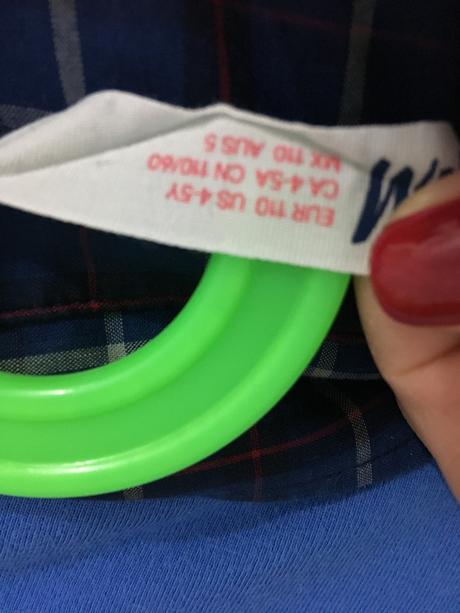 EUR 110 US 4-5Y
CA 4-5A CN 110/60
MX 110 AUS 5